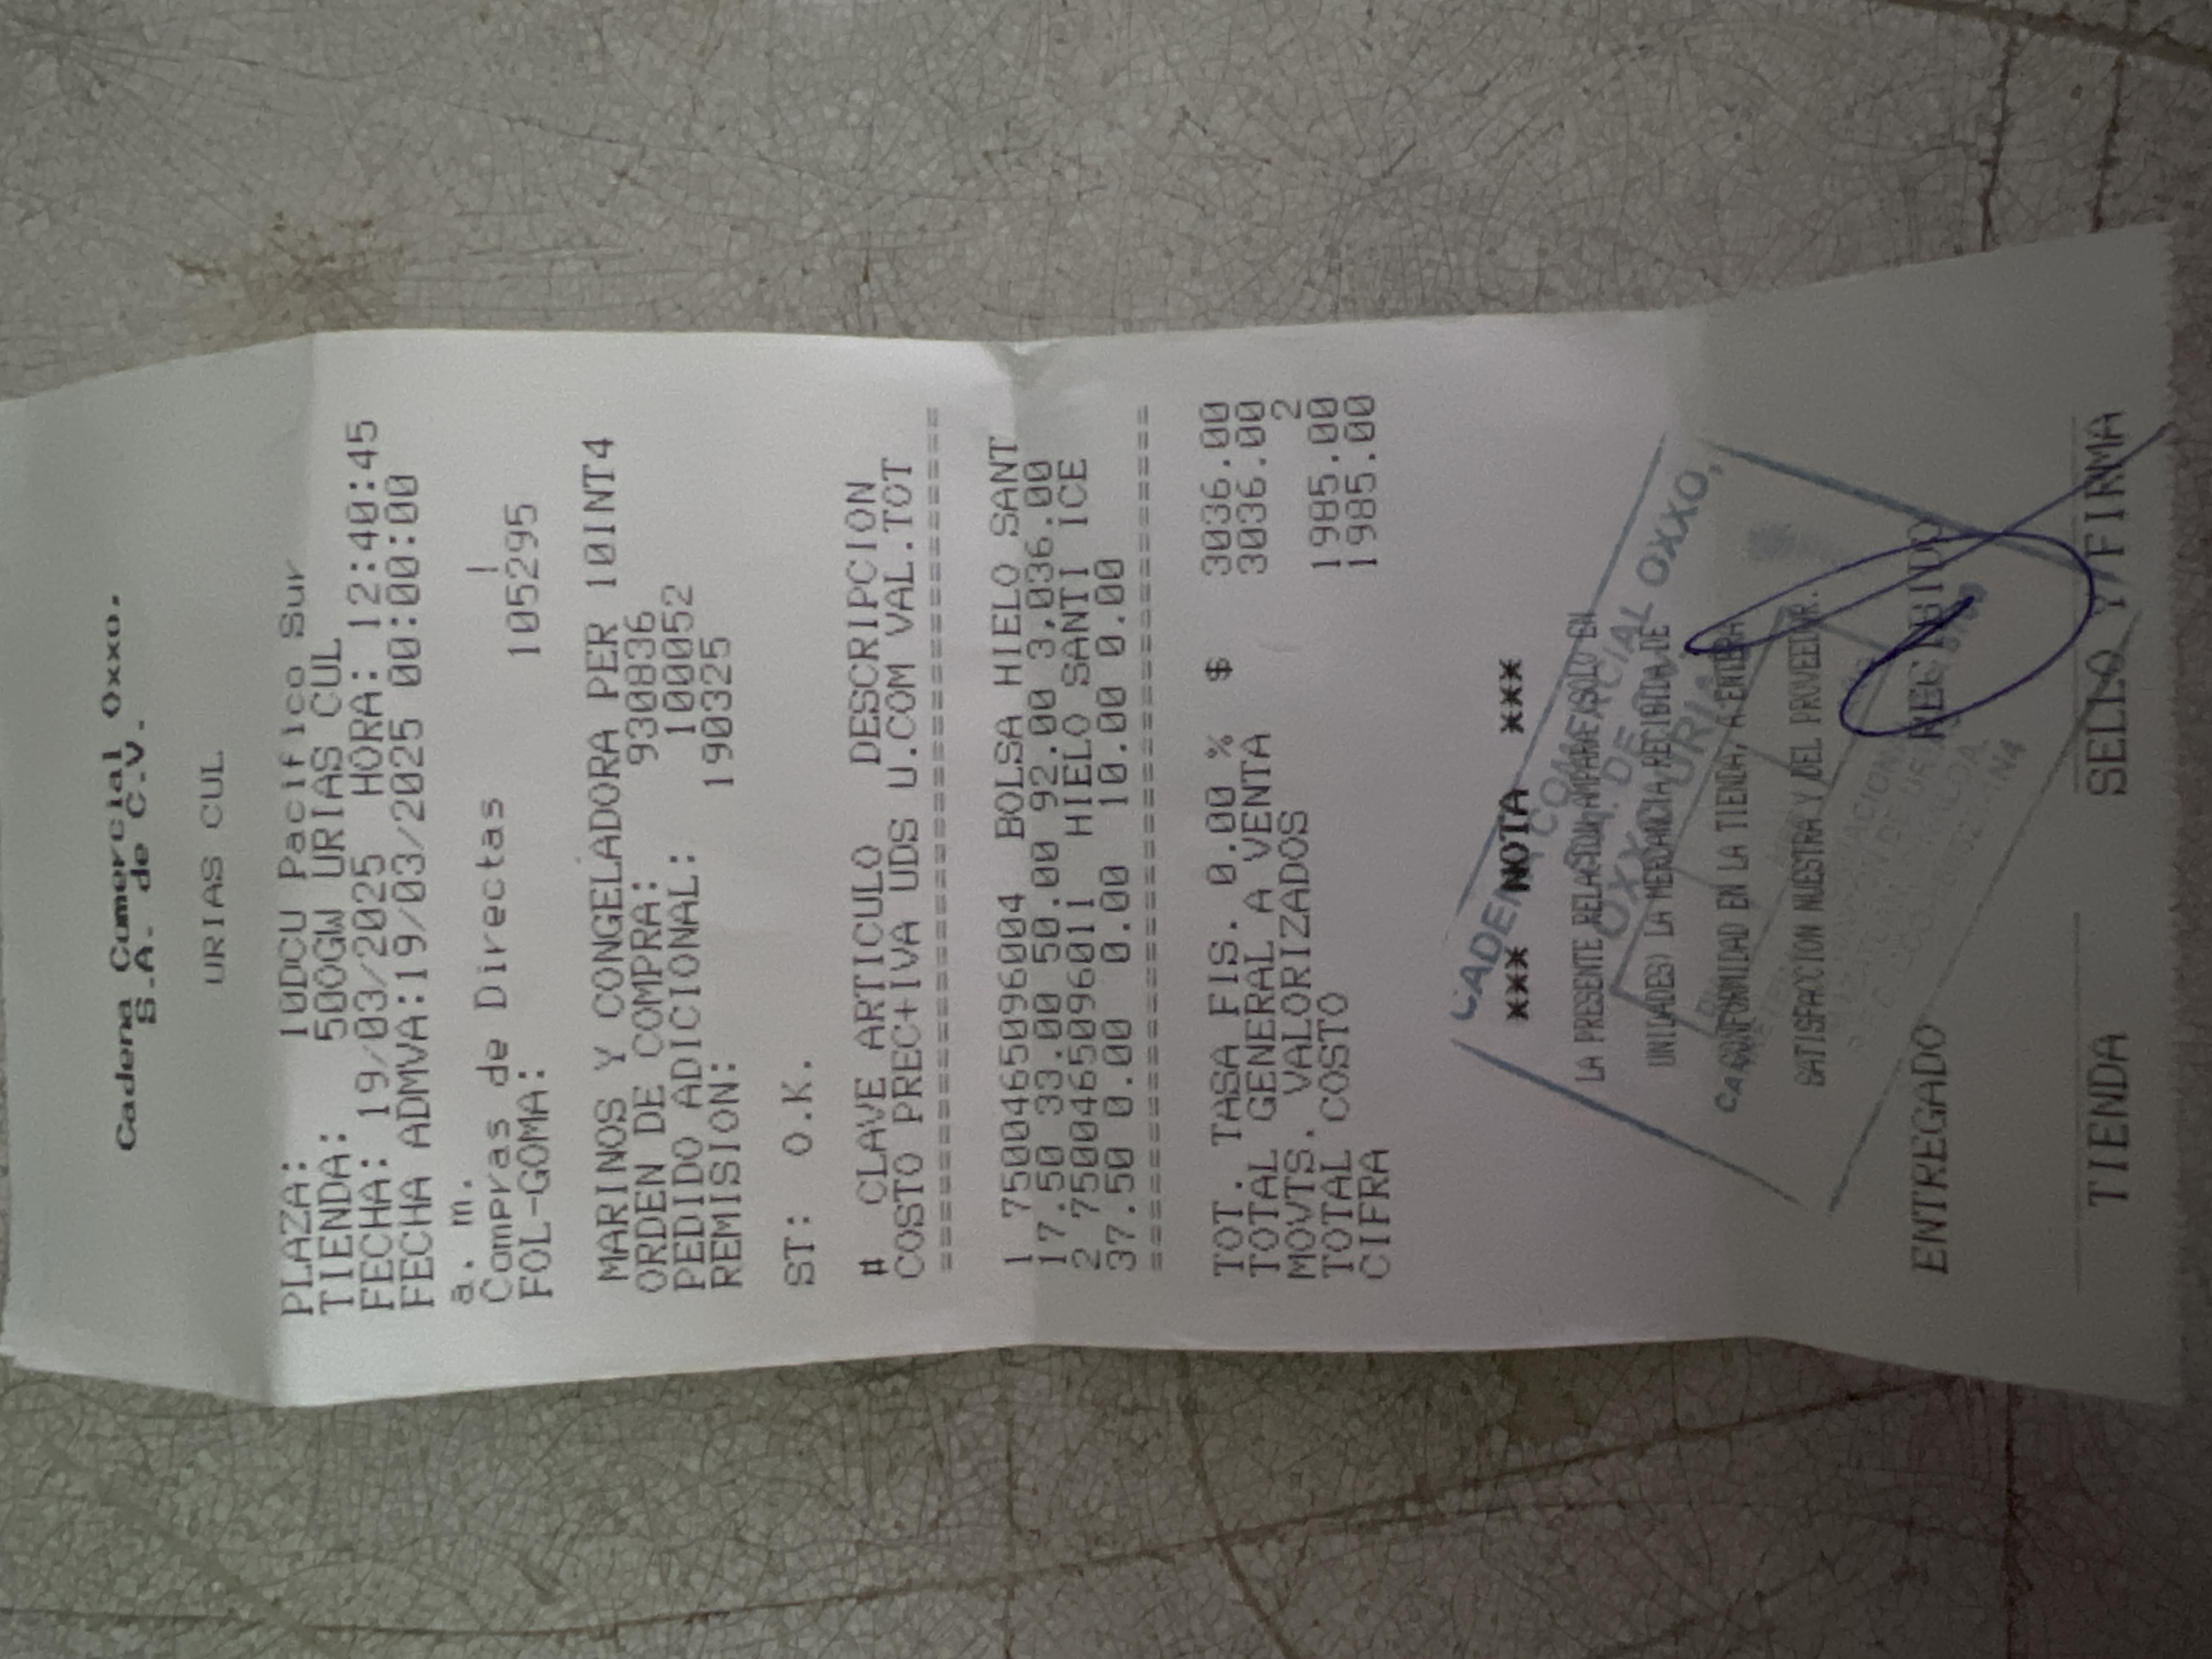 Cadena Comercial Oxxo.
S.A. de C.V.
URIAS CUL
PLAZA: 10DCU Pacifico Sur
TIENDA: 50OGW URIAS CUL
FECHA: 19/03/2025 HORA: 12:40:45
FECHA ADMVA:19/03/2025 00:00:00
a. m.
Compras de Directas |
FOL-GOMA: 105295
MARINOS Y CONGELADORA PER 10INT4
ORDEN DE COMPRA: 930836
PEDIDO ADICIONAL: 100052
REMISION: 190325
ST: O.K.
# CLAVE ARTICULO DESCRIPCION
COSTO PREC+IVA UDS U.COM VAL.TOT
==================================
1 7500465096004 BOLSA HIELO SANT
17.50 33.00 50.00 92.00 3,036.00
2 7500465096011 HIELO SANTI ICE
37.50 0.00 0.00 10.00 0.00
==================================
TOT. TASA FIS. 0.00 % $ 3036.00
TOTAL GENERAL A VENTA 3036.00
MOVTS. VALORIZADOS 2
TOTAL COSTO 1985.00
CIFRA 1985.00
*** NOTA ***
LA PRESENTE RELACION AMPARA (SOLO EN
UNIDADES) LA MERCANCIA RECIBIDA DE
CONFORMIDAD EN LA TIENDA, A ENTERA
SATISFACCION NUESTRA Y DEL PROVEEDOR.
CADENA COMERCIAL OXXO,
S.A. DE C.V.
OXXO URIAS
ENTREGADO RECIBIDO
TIENDA SELLO Y FIRMA